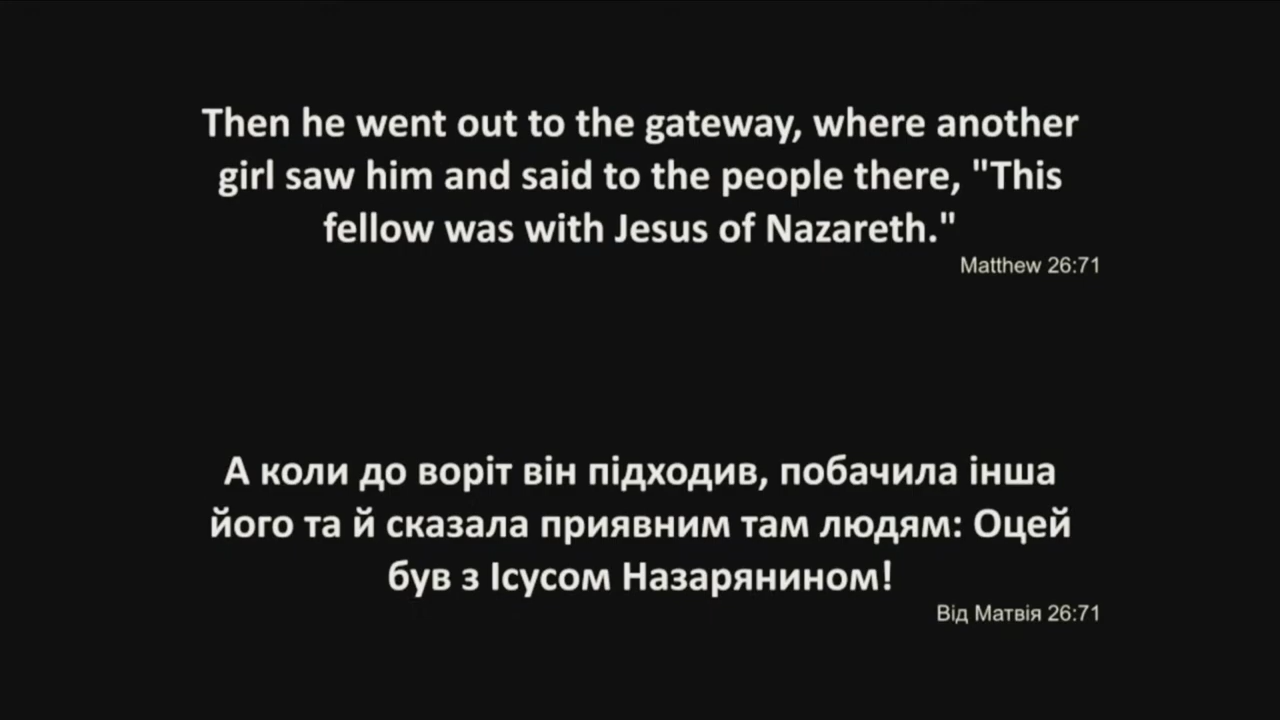 Then he went out to the gateway, where another
girl saw him and said to the people there, "This
fellow was with Jesus of Nazareth."
Matthew 26:71
А коли до воріт він підходив, побачила інша
його та й сказала приявним там людям: Оцей
був з Ісусом Назарянином!
Від Матвія 26:71